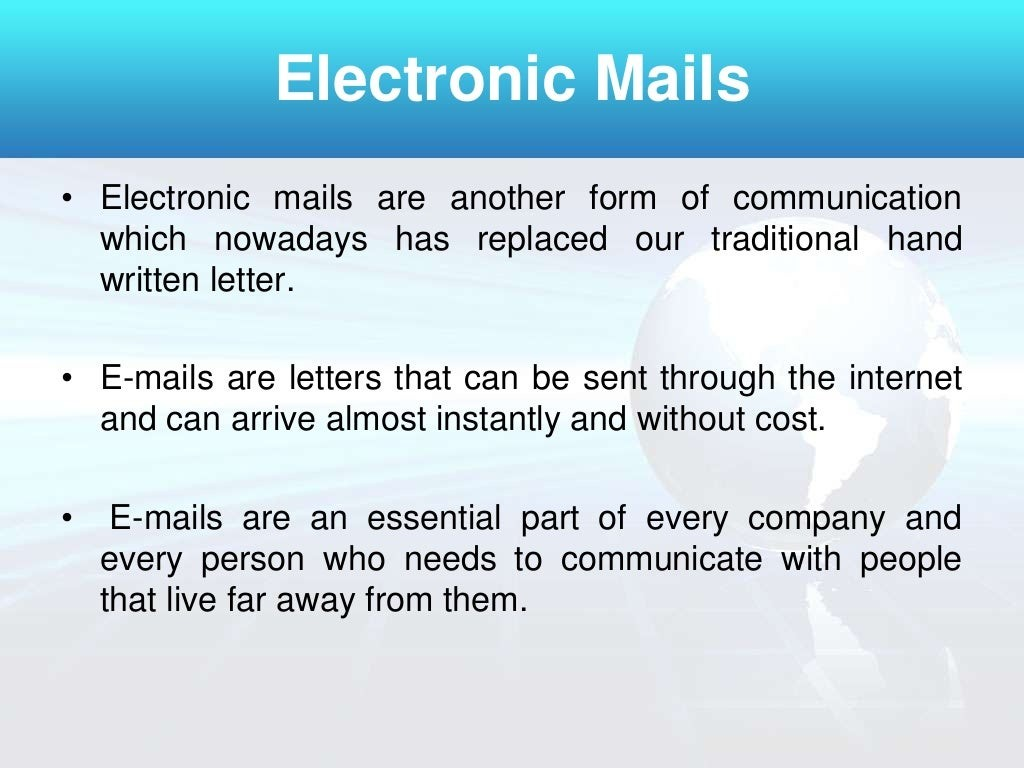 Electronic Mails
• Electronic mails are another form of communication
which nowadays has replaced our traditional hand
written letter.
• E-mails are letters that can be sent through the internet
and can arrive almost instantly and without cost.
• E-mails are an essential part of every company and
every person who needs to communicate with people
that live far away from them.